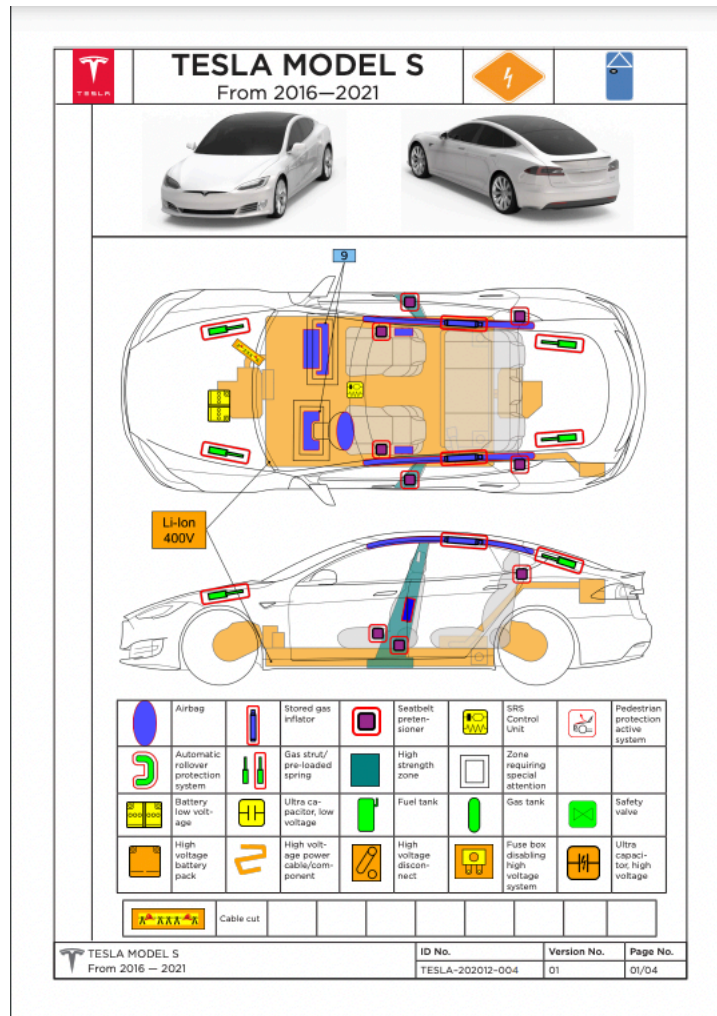 TESLA
TESLA MODEL S
From 2016—2021
9
Li-Ion
400V
Airbag
Stored gas
inflator
Seatbelt
preten-
sioner
SRS
Control
Unit
Pedestrian
protection
active
system
Automatic
rollover
protection
system
Gas strut/
pre-loaded
spring
High
strength
zone
Zone
requiring
special
attention
Battery
low volt-
age
Ultra ca-
pacitor, low
voltage
Fuel tank
Gas tank
Safety
valve
High
voltage
battery
pack
High volt-
age power
cable/com-
ponent
High
voltage
discon-
nect
Fuse box
disabling
high
voltage
system
Ultra
capaci-
tor, high
voltage
Cable cut
TESLA MODEL S
From 2016 — 2021
ID No.
Version No.
Page No.
TESLA-202012-004
01
01/04